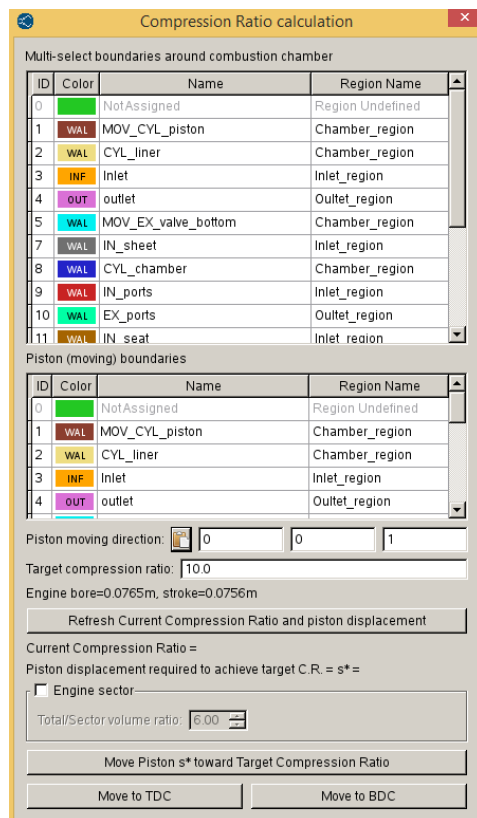 Compression Ratio calculation
Multi-select boundaries around combustion chamber
ID Color Name Region Name
0 NotAssigned Region Undefined
1 WAL MOV_CYL_piston Chamber_region
2 WAL CYL_liner Chamber_region
3 INF Inlet Inlet_region
4 OUT outlet Oultet_region
5 WAL MOV_EX_valve_bottom Chamber_region
7 WAL IN_sheet Inlet_region
8 WAL CYL_chamber Chamber_region
9 WAL IN_ports Inlet_region
10 WAL EX_ports Oultet_region
11 WAL IN_seat Inlet_region
Piston (moving) boundaries
ID Color Name Region Name
0 NotAssigned Region Undefined
1 WAL MOV_CYL_piston Chamber_region
2 WAL CYL_liner Chamber_region
3 INF Inlet Inlet_region
4 OUT outlet Oultet_region
Piston moving direction: 0 0 1
Target compression ratio: 10.0
Engine bore=0.0765m, stroke=0.0756m
Refresh Current Compression Ratio and piston displacement
Current Compression Ratio =
Piston displacement required to achieve target C.R. = s* =
Engine sector
Total/Sector volume ratio: 6.00
Move Piston s* toward Target Compression Ratio
Move to TDC Move to BDC